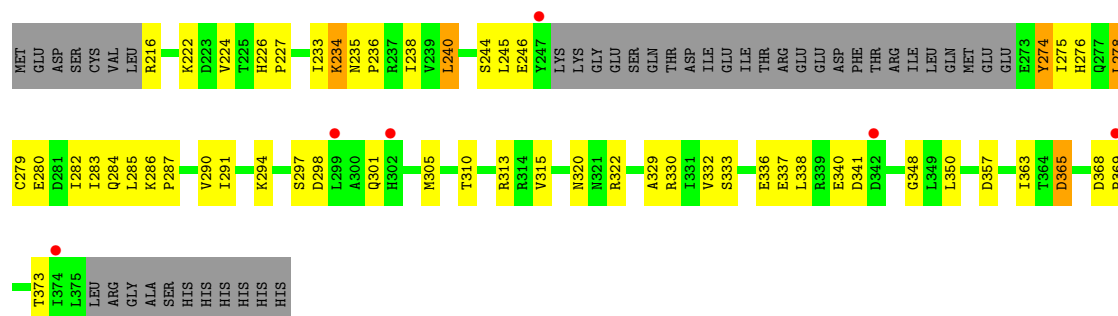 MET GLU ASP SER CYS VAL LEU R216 K222 D223 V224 T225 H226 P227 I233 K234 N235 P236 R237 I238 V239 L240 S244 L245 E246 Y247 LYS LYS GLY GLU GLU SER GLN THR ASP ILE GLU ILE THR ARG GLU GLU ASP PHE THR ARG ILE LEU GLN MET GLU GLU E273 Y274 I275 H276 Q277 L278
C279 E280 D281 I282 I283 Q284 L285 K286 P287 V290 I291 K294 S297 D298 L299 A300 Q301 H302 M305 T310 R313 R314 V315 N320 N321 R322 A329 R330 I331 V332 S333 E336 E337 L338 R339 E340 D341 D342 G348 L349 L350 D357 I363 T364 D365 D368
T373 I374 L375 LEU ARG GLY ALA SER HIS HIS HIS HIS HIS HIS